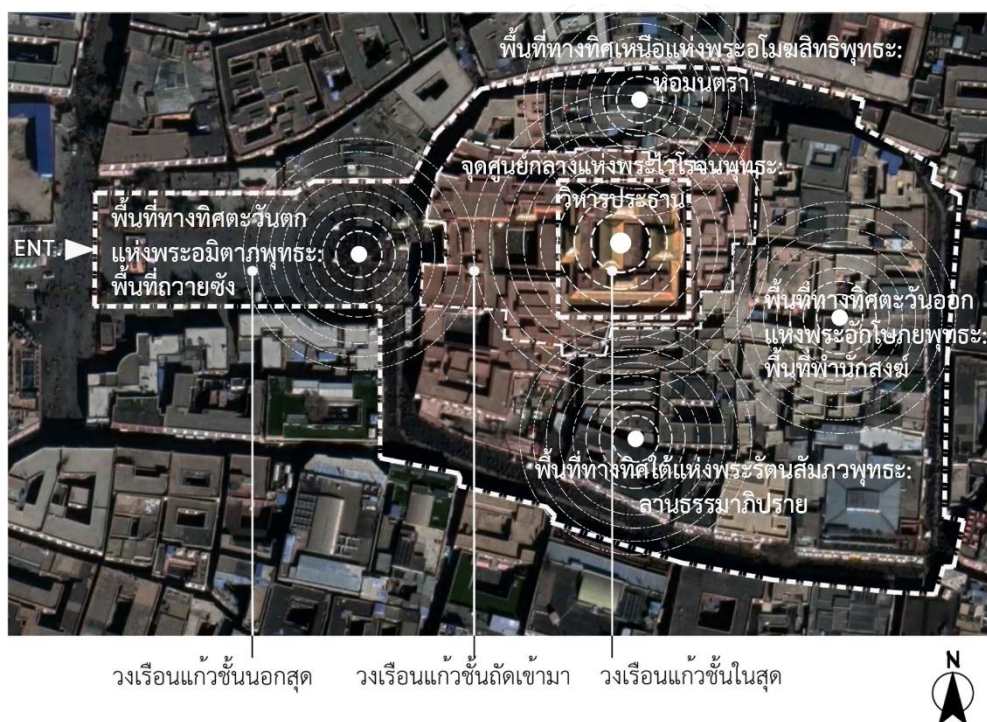 พื้นที่ทางทิศเหนือแห่งพระอโมฆสิทธิพุทธะ:
หอมนตรา
จุดศูนย์กลางแห่งพระไวโรจนพุทธะ:
วิหารประธาน
พื้นที่ทางทิศตะวันตก
แห่งพระอมิตาภพุทธะ:
พื้นที่ถวายซัง
ENT.
พื้นที่ทางทิศตะวันออก
แห่งพระอักโษภยพุทธะ:
พื้นที่พำนักสงฆ์
พื้นที่ทางทิศใต้แห่งพระรัตนสัมภวพุทธะ:
ลานธรรมาภิปราย
วงเรือนแก้วชั้นนอกสุด
วงเรือนแก้วชั้นถัดเข้ามา
วงเรือนแก้วชั้นในสุด
N